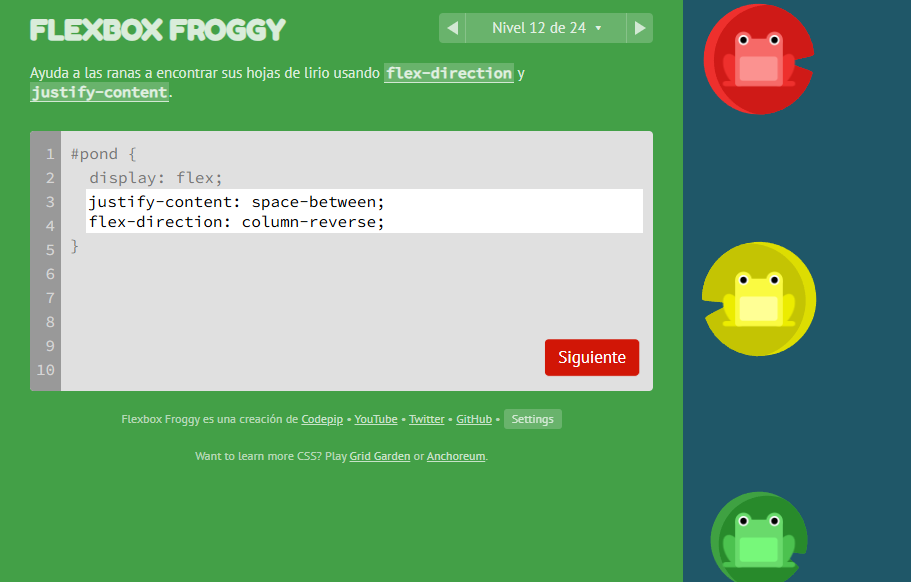 FLEXBOX FROGGY
Nivel 12 de 24
Ayuda a las ranas a encontrar sus hojas de lirio usando flex-direction y
justify-content.
1 #pond {
2 display: flex;
3 justify-content: space-between;
4 flex-direction: column-reverse;
5 }
6
7
8
9
10
Siguiente
Flexbox Froggy es una creación de Codepip • YouTube • Twitter • GitHub • Settings
Want to learn more CSS? Play Grid Garden or Anchoreum.